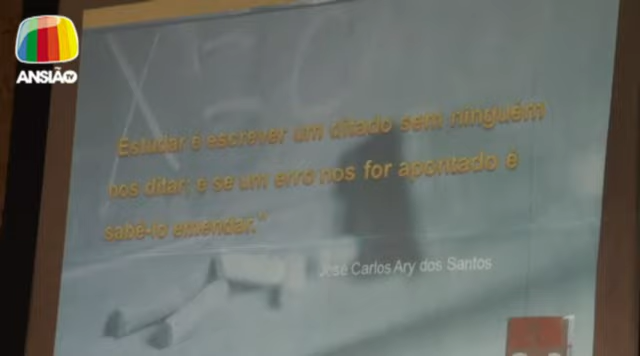 ANSIÃO TV
Estudar é escrever um ditado sem ninguém
nos ditar; e se um erro nos for apontado é
sabê-lo emendar."
José Carlos Ary dos Santos